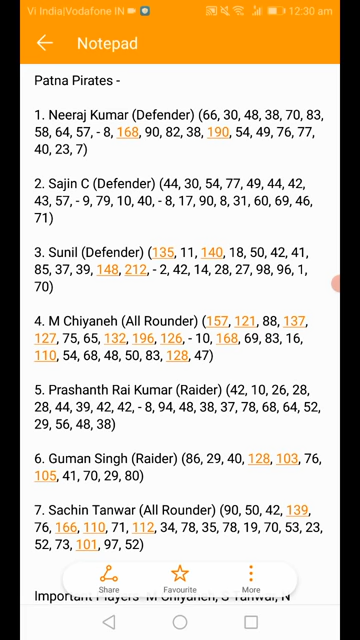 Vi India|Vodafone IN
12:30 am
Notepad
Patna Pirates -
1. Neeraj Kumar (Defender) (66, 30, 48, 38, 70, 83,
58, 64, 57, - 8, 168, 90, 82, 38, 190, 54, 49, 76, 77,
40, 23, 7)
2. Sajin C (Defender) (44, 30, 54, 77, 49, 44, 42,
43, 57, - 9, 79, 10, 40, - 8, 17, 90, 8, 31, 60, 69, 46,
71)
3. Sunil (Defender) (135, 11, 140, 18, 50, 42, 41,
85, 37, 39, 148, 212, - 2, 42, 14, 28, 27, 98, 96, 1,
70)
4. M Chiyaneh (All Rounder) (157, 121, 88, 137,
127, 75, 65, 132, 196, 126, - 10, 168, 69, 83, 16,
110, 54, 68, 48, 50, 83, 128, 47)
5. Prashanth Rai Kumar (Raider) (42, 10, 26, 28,
28, 44, 39, 42, 42, - 8, 94, 48, 38, 37, 78, 68, 64, 52,
29, 56, 48, 38)
6. Guman Singh (Raider) (86, 29, 40, 128, 103, 76,
105, 41, 70, 29, 80)
7. Sachin Tanwar (All Rounder) (90, 50, 42, 139,
76, 166, 110, 71, 112, 34, 78, 35, 78, 19, 70, 53, 23,
52, 73, 101, 97, 52)
Share
Favourite
More
Important Players- M Chiyaneh, S Tanwar, N